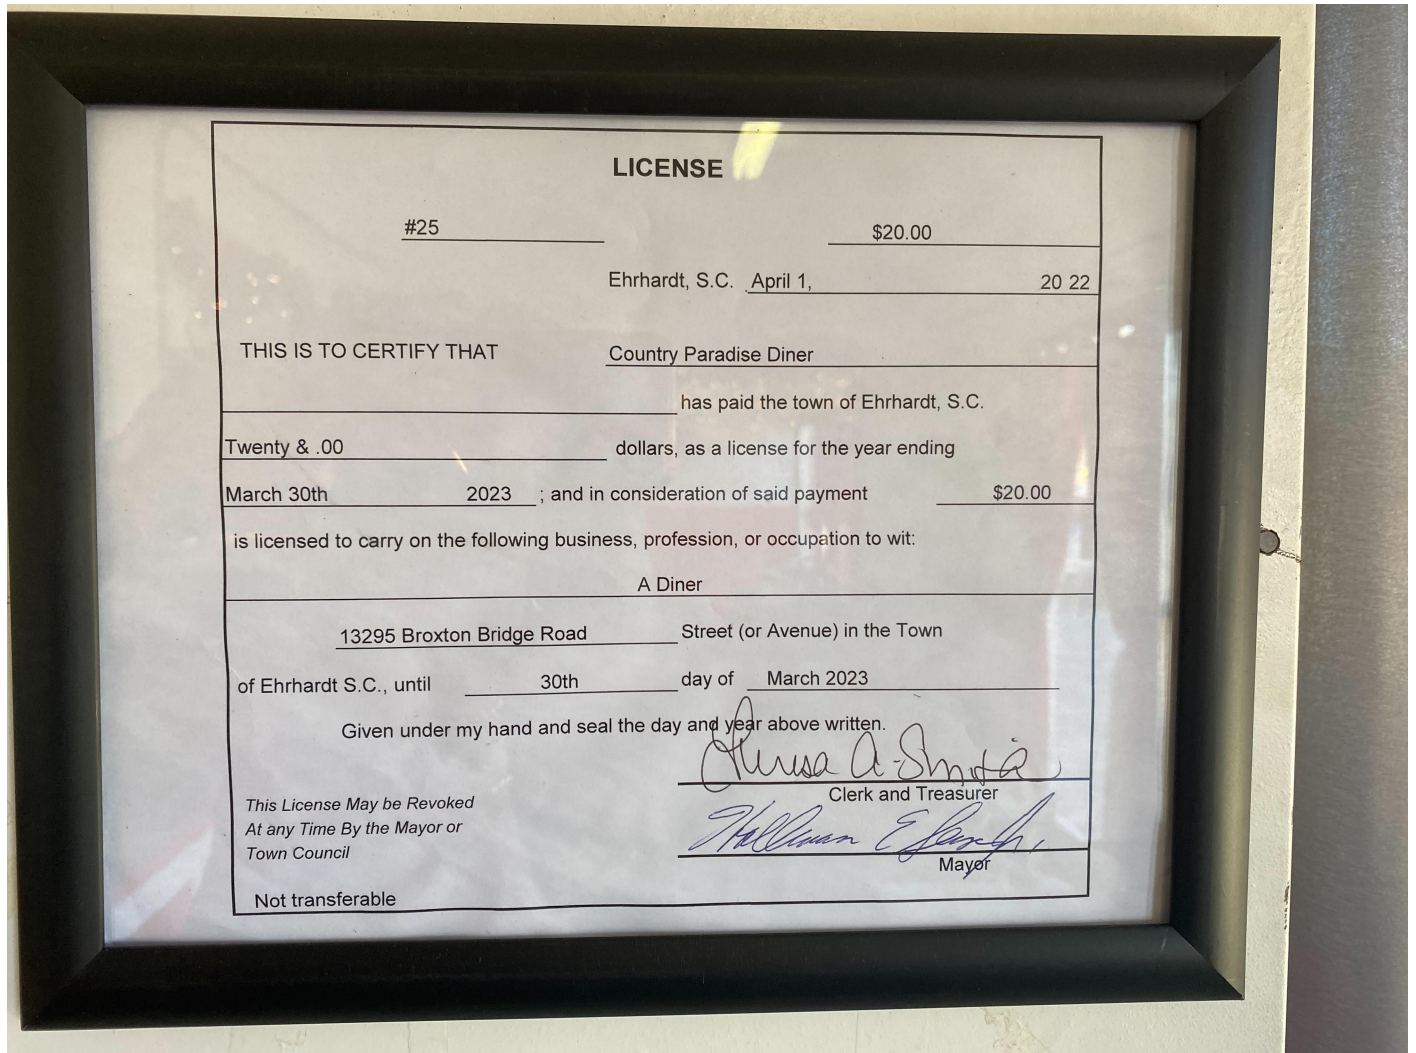 LICENSE
#25 $20.00
Ehrhardt, S.C. April 1, 20 22
THIS IS TO CERTIFY THAT Country Paradise Diner
has paid the town of Ehrhardt, S.C.
Twenty & .00 dollars, as a license for the year ending
March 30th 2023 ; and in consideration of said payment $20.00
is licensed to carry on the following business, profession, or occupation to wit:
A Diner
13295 Broxton Bridge Road Street (or Avenue) in the Town
of Ehrhardt S.C., until 30th day of March 2023
Given under my hand and seal the day and year above written.
A. Smith
Clerk and Treasurer
This License May be Revoked
At any Time By the Mayor or
Town Council
Mayor
Not transferable